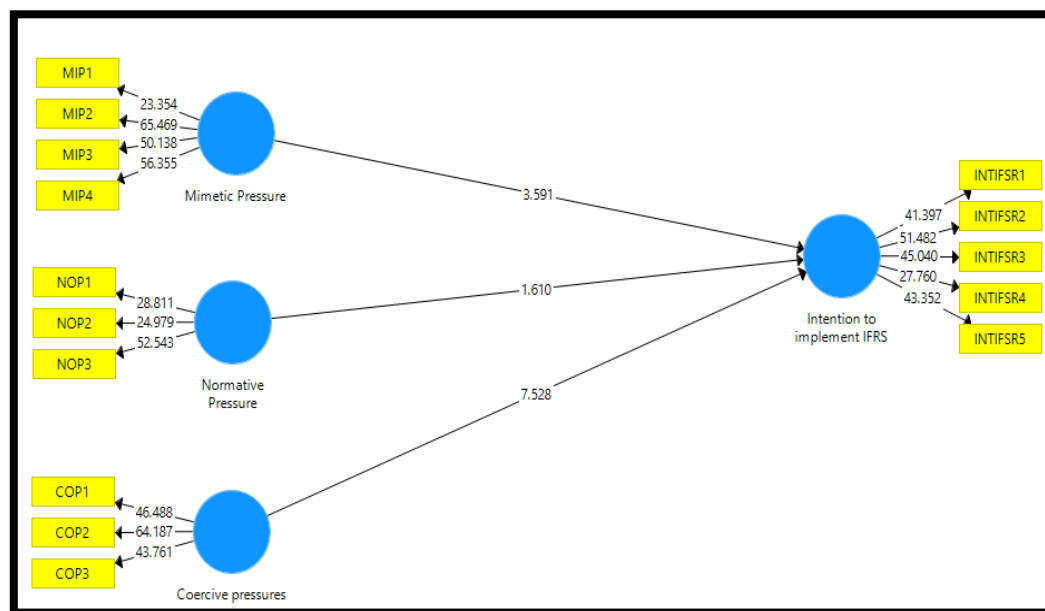 MIP1
23.354
MIP2
65.469
MIP3
50.138
MIP4
56.355
Mimetic Pressure
3.591
INTIFSR1
41.397
INTIFSR2
51.482
INTIFSR3
45.040
INTIFSR4
27.760
INTIFSR5
43.352
Intention to
implement IFRS
NOP1
28.811
NOP2
24.979
NOP3
52.543
Normative
Pressure
1.610
7.528
COP1
46.488
COP2
64.187
COP3
43.761
Coercive pressures